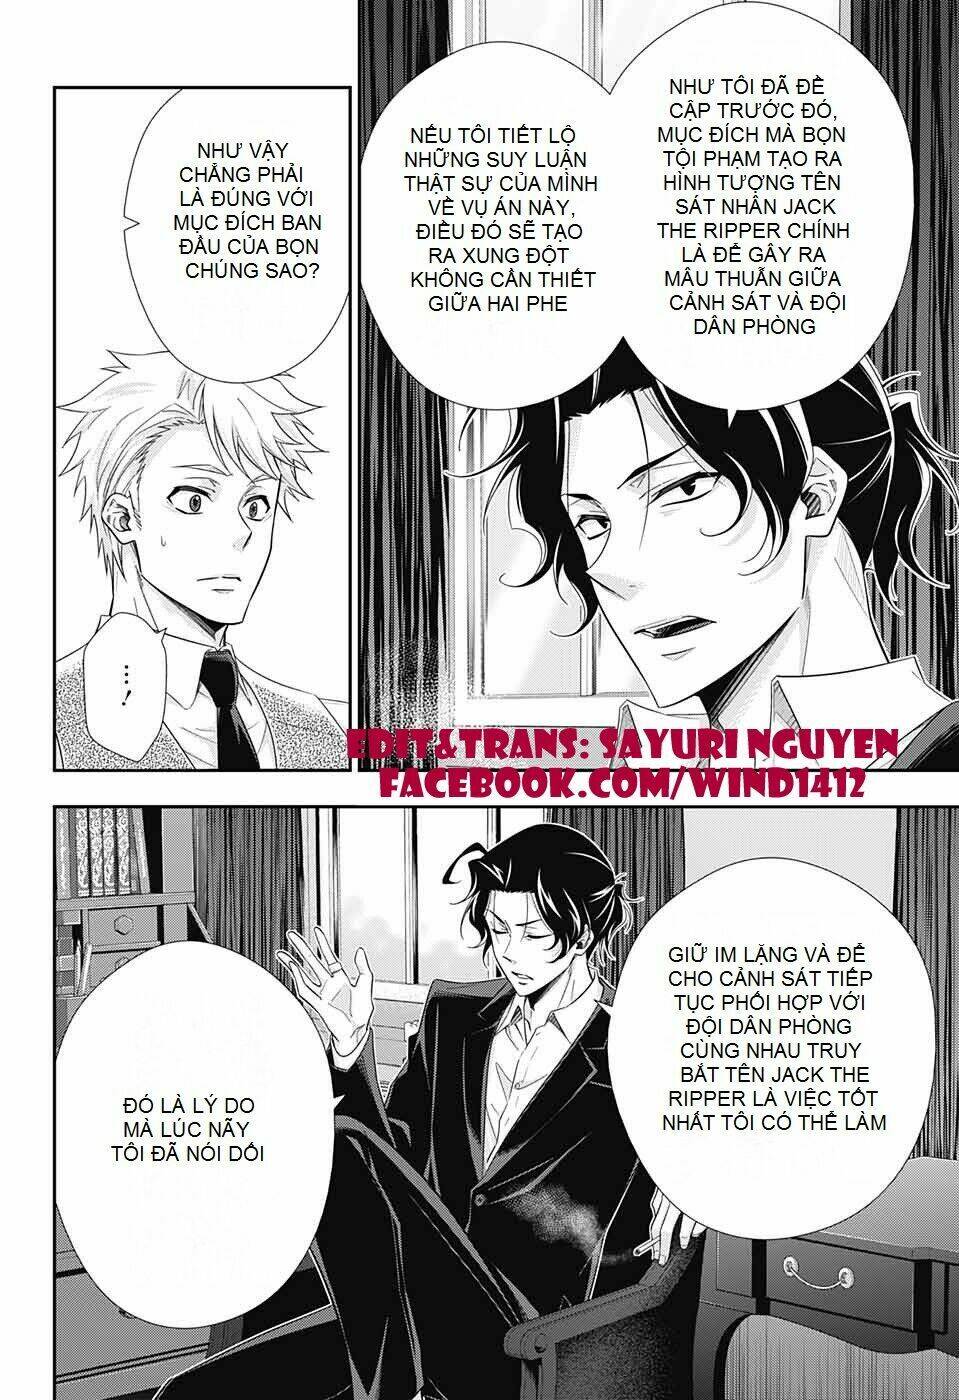 NHƯ TÔI ĐÃ ĐỀ
CẬP TRƯỚC ĐÓ,
MỤC ĐÍCH MÀ BỌN
TỘI PHẠM TẠO RA
HÌNH TƯỢNG TÊN
SÁT NHÂN JACK
THE RIPPER CHÍNH
LÀ ĐỂ GÂY RA
MÂU THUẪN GIỮA
CẢNH SÁT VÀ ĐỘI
DÂN PHÒNG
NẾU TÔI TIẾT LỘ
NHỮNG SUY LUẬN
THẬT SỰ CỦA MÌNH
VỀ VỤ ÁN NÀY,
ĐIỀU ĐÓ SẼ TẠO
RA XUNG ĐỘT
KHÔNG CẦN THIẾT
GIỮA HAI PHE
NHƯ VẬY
CHẲNG PHẢI
LÀ ĐÚNG VỚI
MỤC ĐÍCH BAN
ĐẦU CỦA BỌN
CHÚNG SAO?
...!
EDIT&TRANS: SAYURI NGUYEN
FACEBOOK.COM/WIND1412
GIỮ IM LẶNG VÀ ĐỂ
CHO CẢNH SÁT TIẾP
TỤC PHỐI HỢP VỚI
ĐỘI DÂN PHÒNG
CÙNG NHAU TRUY
BẮT TÊN JACK THE
RIPPER LÀ VIỆC TỐT
NHẤT TÔI CÓ THỂ LÀM
ĐÓ LÀ LÝ DO
MÀ LÚC NÃY
TÔI ĐÃ NÓI DỐI